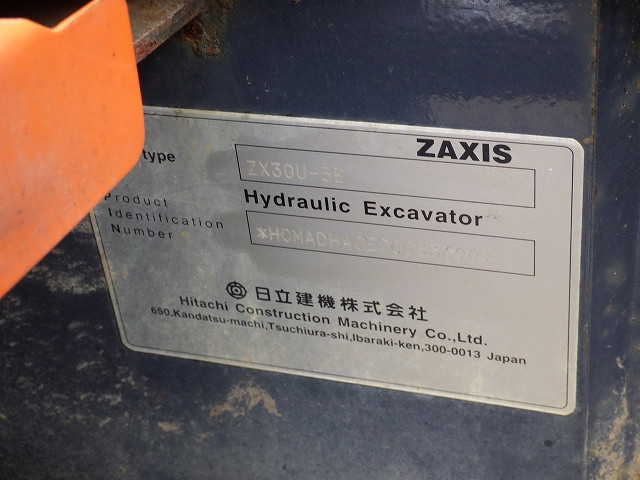 ZAXIS
type
ZX30U-5B
Hydraulic Excavator
Product
Identification
Number
日立建機株式会社
Hitachi Construction Machinery Co.,Ltd.
650,Kandatsu-machi,Tsuchiura-shi,Ibaraki-ken,300-0013 Japan